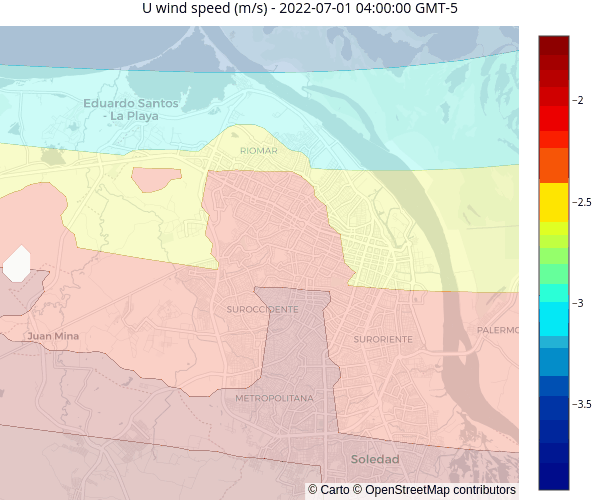 U wind speed (m/s) - 2022-07-01 04:00:00 GMT-5
−2
Eduardo Santos
- La Playa
RIOMAR
−2.5
−3
SUROCCIDENTE
PALERMO
Juan Mina
SURORIENTE
METROPOLITANA
−3.5
Soledad
© Carto © OpenStreetMap contributors